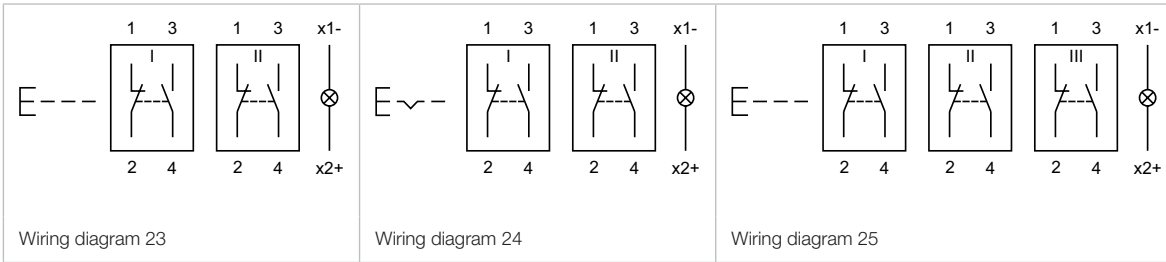 1 3 1 3 x1-
I II
2 4 2 4 x2+
Wiring diagram 23
1 3 1 3 x1-
I II
2 4 2 4 x2+
Wiring diagram 24
1 3 1 3 1 3 x1-
I II III
2 4 2 4 2 4 x2+
Wiring diagram 25